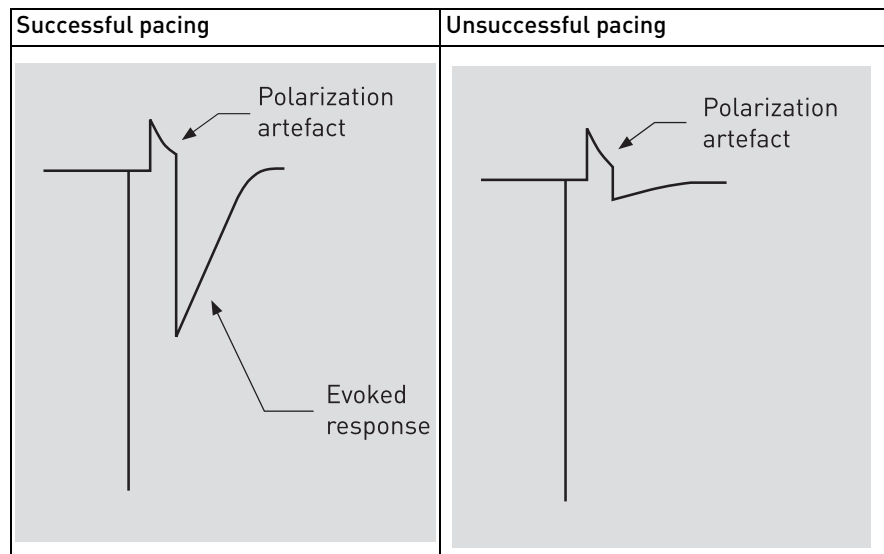 Successful pacing
Unsuccessful pacing
Polarization
artefact
Evoked
response
Polarization
artefact